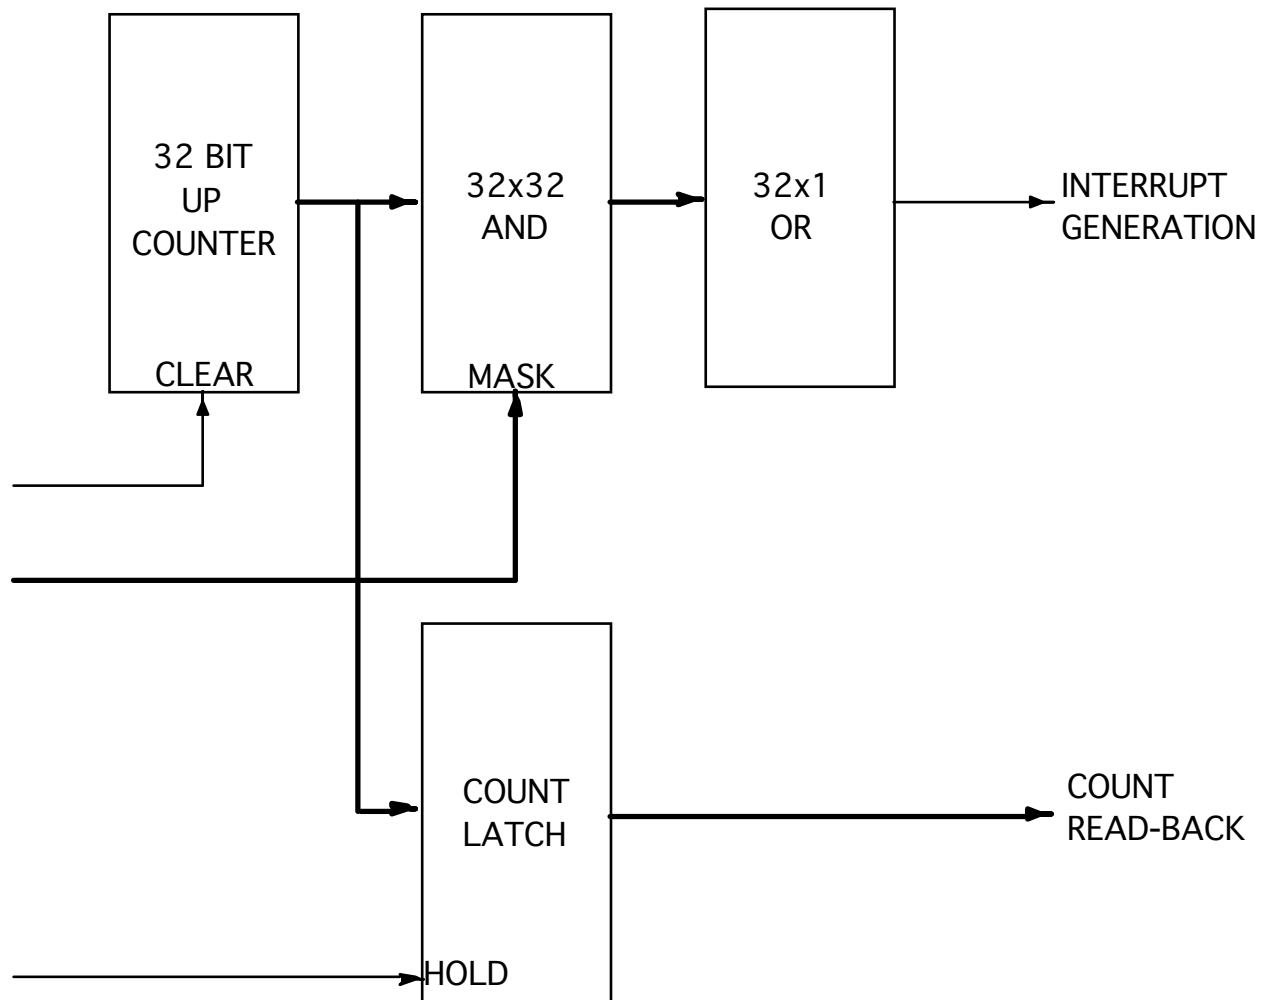 32 BIT
UP
COUNTER
CLEAR
32x32
AND
MASK
32x1
OR
INTERRUPT
GENERATION
COUNT
LATCH
HOLD
COUNT
READ-BACK